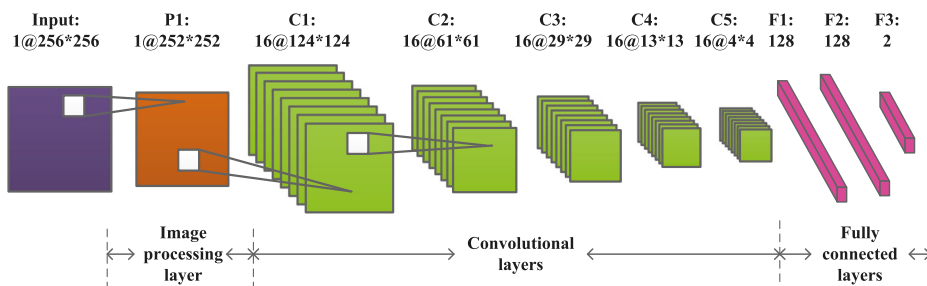 Input: P1: C1: C2: C3: C4: C5: F1: F2: F3:
1@256*256 1@252*252 16@124*124 16@61*61 16@29*29 16@13*13 16@4*4 128 128 2
Image
processing
layer
Convolutional
layers
Fully
connected
layers